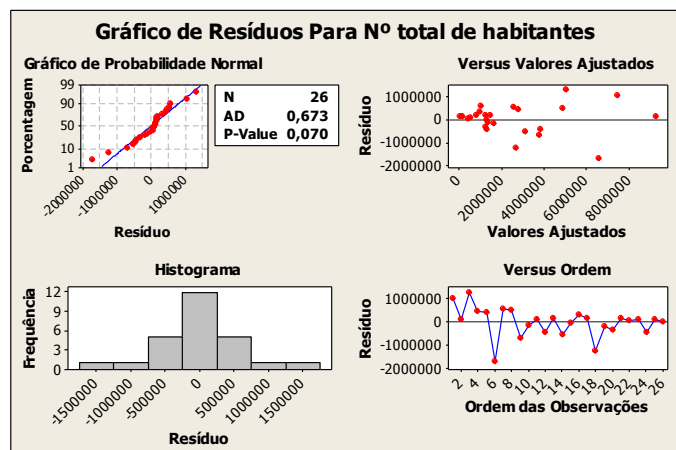 Gráfico de Resíduos Para Nº total de habitantes
Gráfico de Probabilidade Normal
Porcentagem
99
90
50
10
1
-2000000 -1000000 0 1000000
Resíduo
N 26
AD 0,673
P-Value 0,070
Versus Valores Ajustados
Resíduo
1000000
0
-1000000
-2000000
0 2000000 4000000 6000000 8000000
Valores Ajustados
Histograma
Frequência
12
9
6
3
0
-1500000 -1000000 -500000 0 500000 1000000 1500000
Resíduo
Versus Ordem
Resíduo
1000000
0
-1000000
-2000000
2 4 6 8 10 12 14 16 18 20 22 24 26
Ordem das Observações